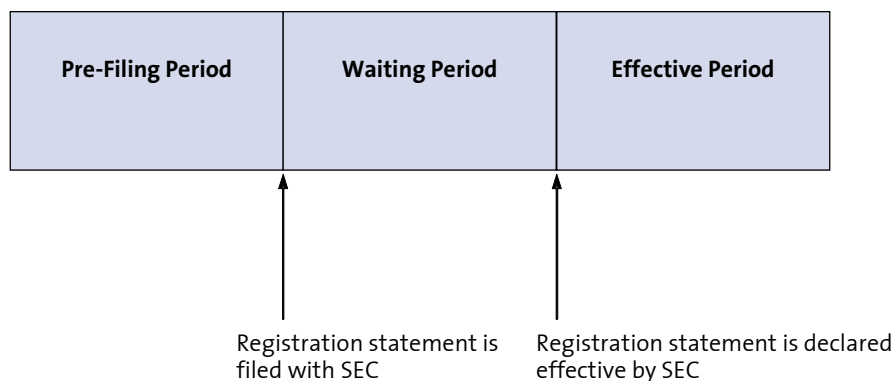 Pre-Filing Period
Waiting Period
Effective Period
Registration statement is
filed with SEC
Registration statement is declared
effective by SEC